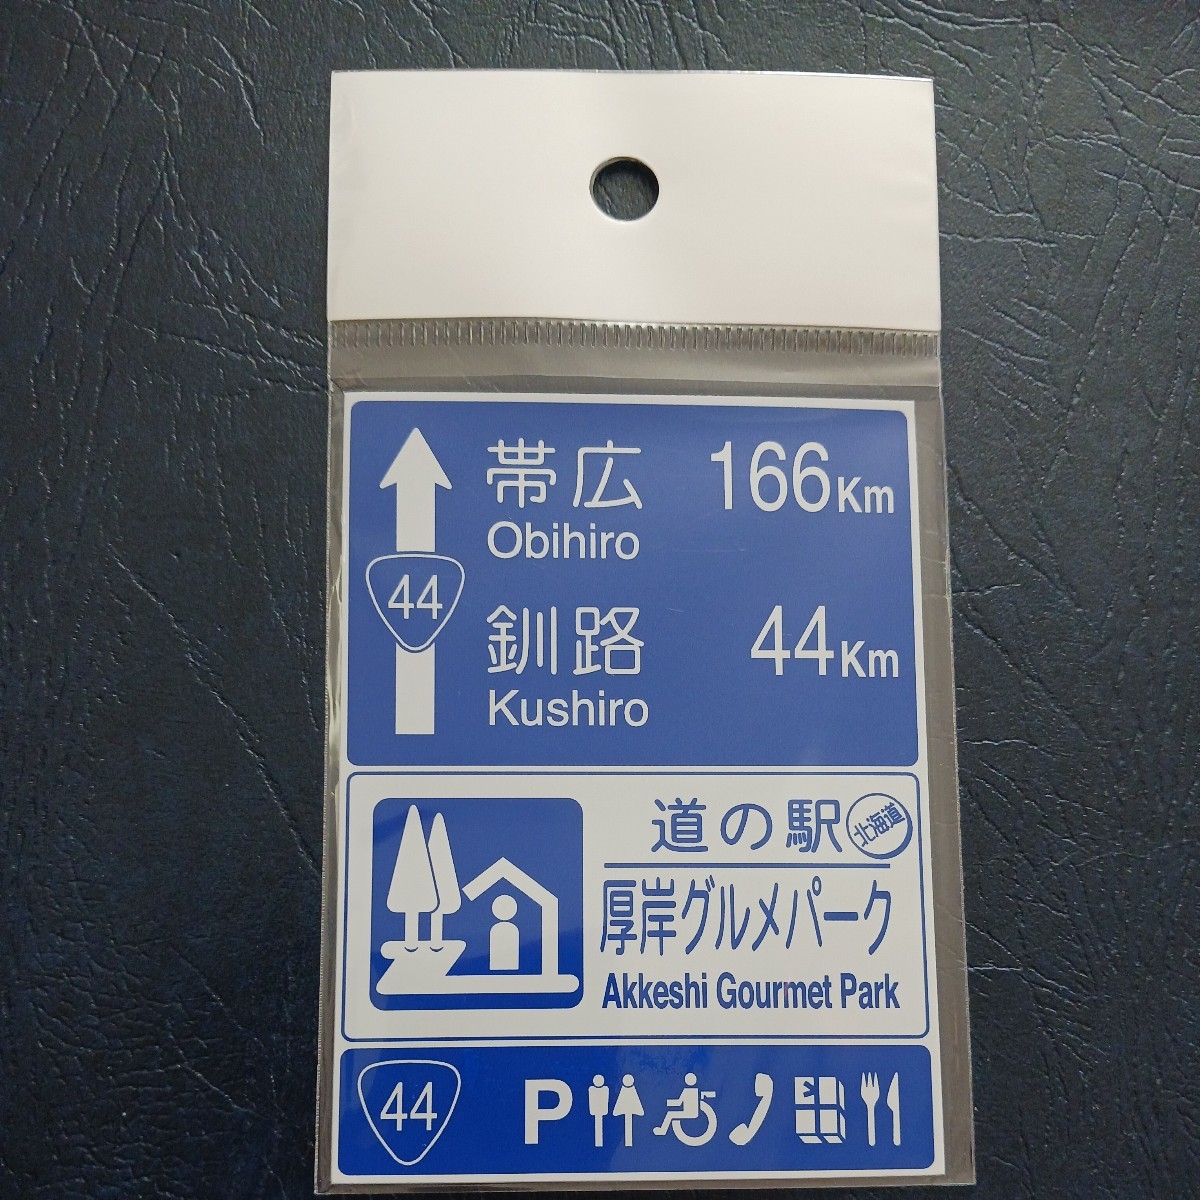 帯広 166Km
Obihiro
44
釧路 44Km
Kushiro
道の駅 北海道
厚岸グルメパーク
Akkeshi Gourmet Park
44 P